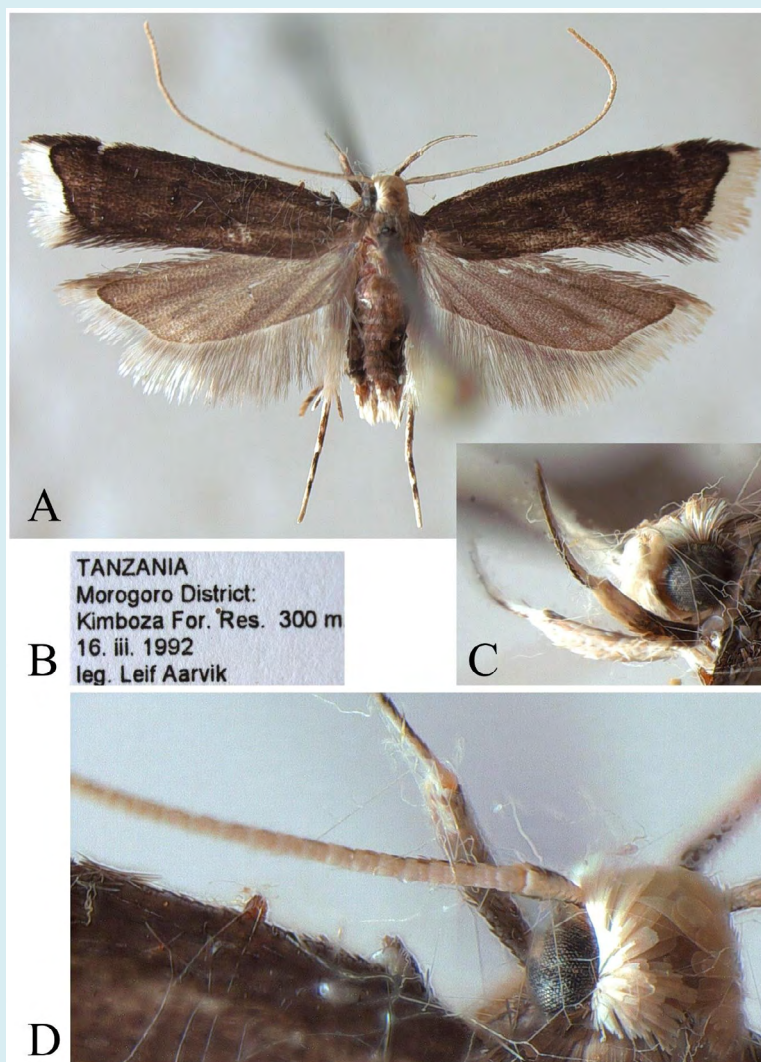 A
B
TANZANIA
Morogoro District:
Kimboza For. Res. 300 m
16. iii. 1992
leg. Leif Aarvik
C
D